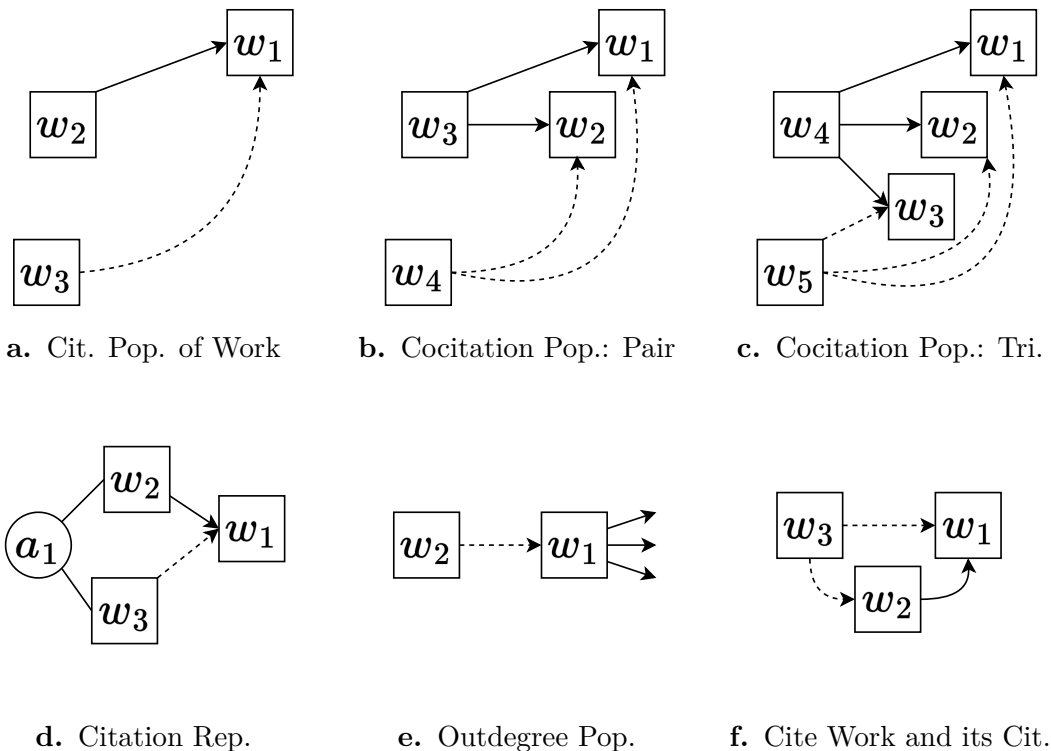 w1
w2
w3
a. Cit. Pop. of Work
w1
w3
w2
w4
b. Cocitation Pop.: Pair
w1
w4
w2
w3
w5
c. Cocitation Pop.: Tri.
w2
w1
a1
w3
d. Citation Rep.
w2
w1
e. Outdegree Pop.
w3
w1
w2
f. Cite Work and its Cit.